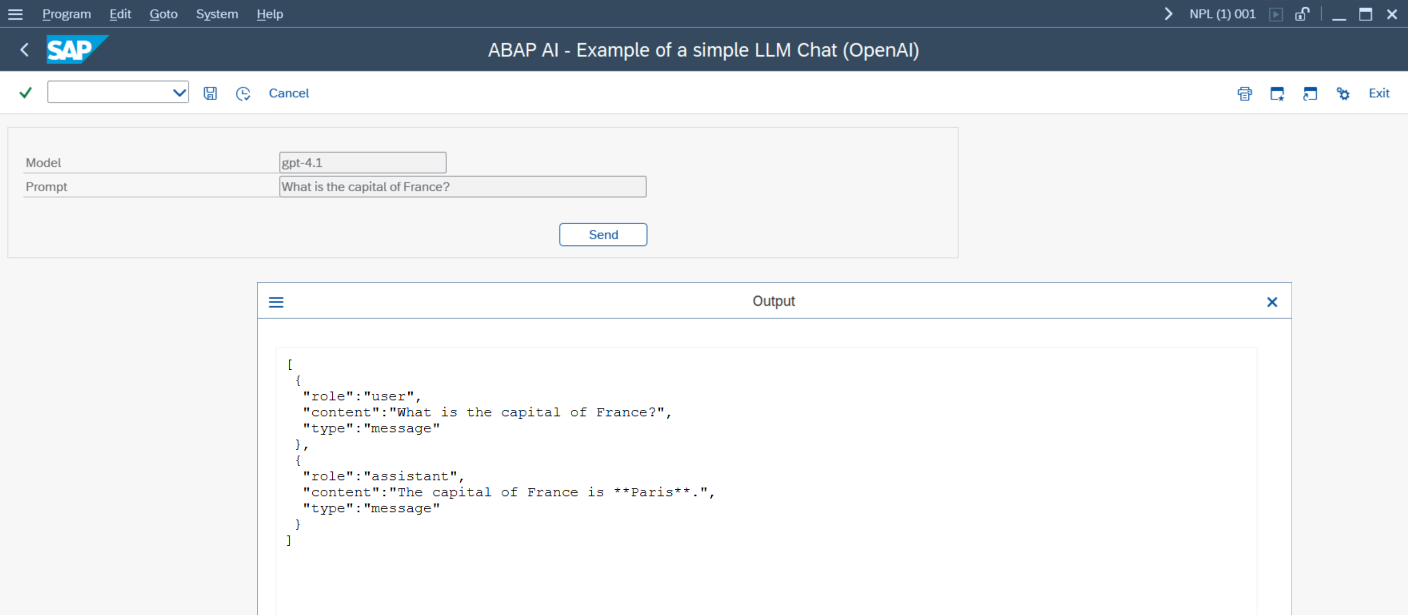 Program Edit Goto System Help NPL (1) 001
SAP ABAP AI - Example of a simple LLM Chat (OpenAI)
Cancel Exit
Model gpt-4.1
Prompt What is the capital of France?
Send
Output
[
{
"role":"user",
"content":"What is the capital of France?",
"type":"message"
},
{
"role":"assistant",
"content":"The capital of France is **Paris**.",
"type":"message"
}
]